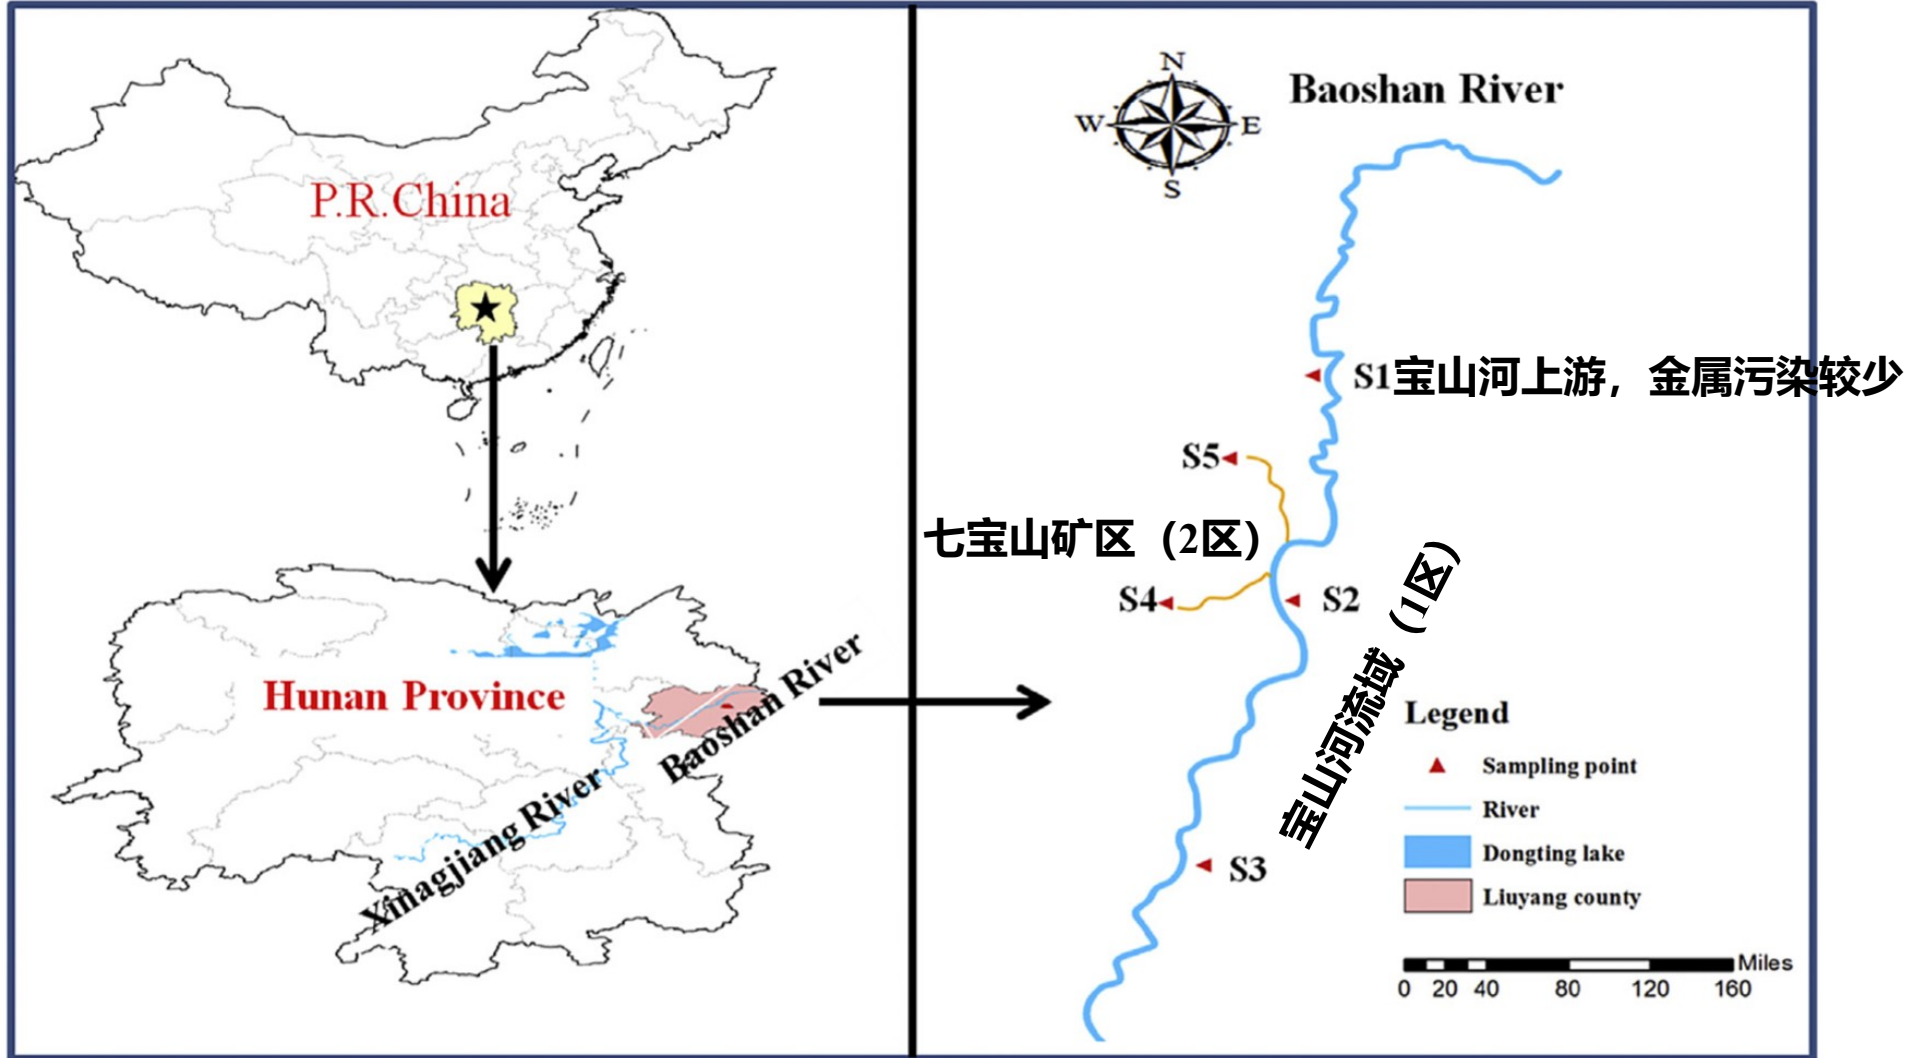 P.R.China
Hunan Province
Baoshan River
Xinagjiang River
Baoshan River
N
W
E
S
S1宝山河上游，金属污染较少
S5
七宝山矿区（2区）
S4
S2
宝山河流域（1区）
S3
Legend
Sampling point
River
Dongting lake
Liuyang county
Miles
0 20 40 80 120 160